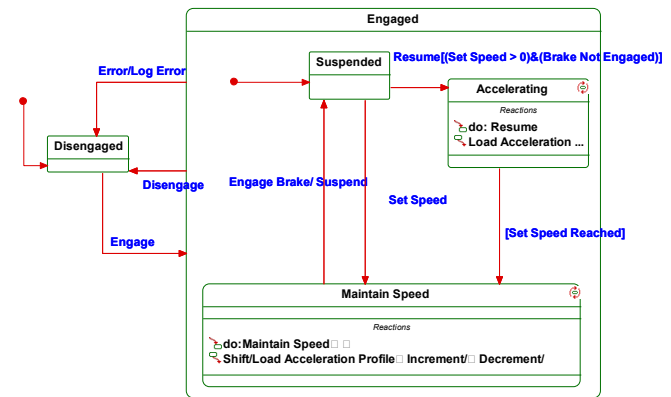 Engaged
Suspended
Resume[(Set Speed > 0)&(Brake Not Engaged)]
Error/Log Error
Accelerating
Reactions
do: Resume
Load Acceleration ...
Disengaged
Disengage
Engage Brake/ Suspend
Set Speed
Engage
[Set Speed Reached]
Maintain Speed
Reactions
do:Maintain Speed
Shift/Load Acceleration Profile Increment/ Decrement/